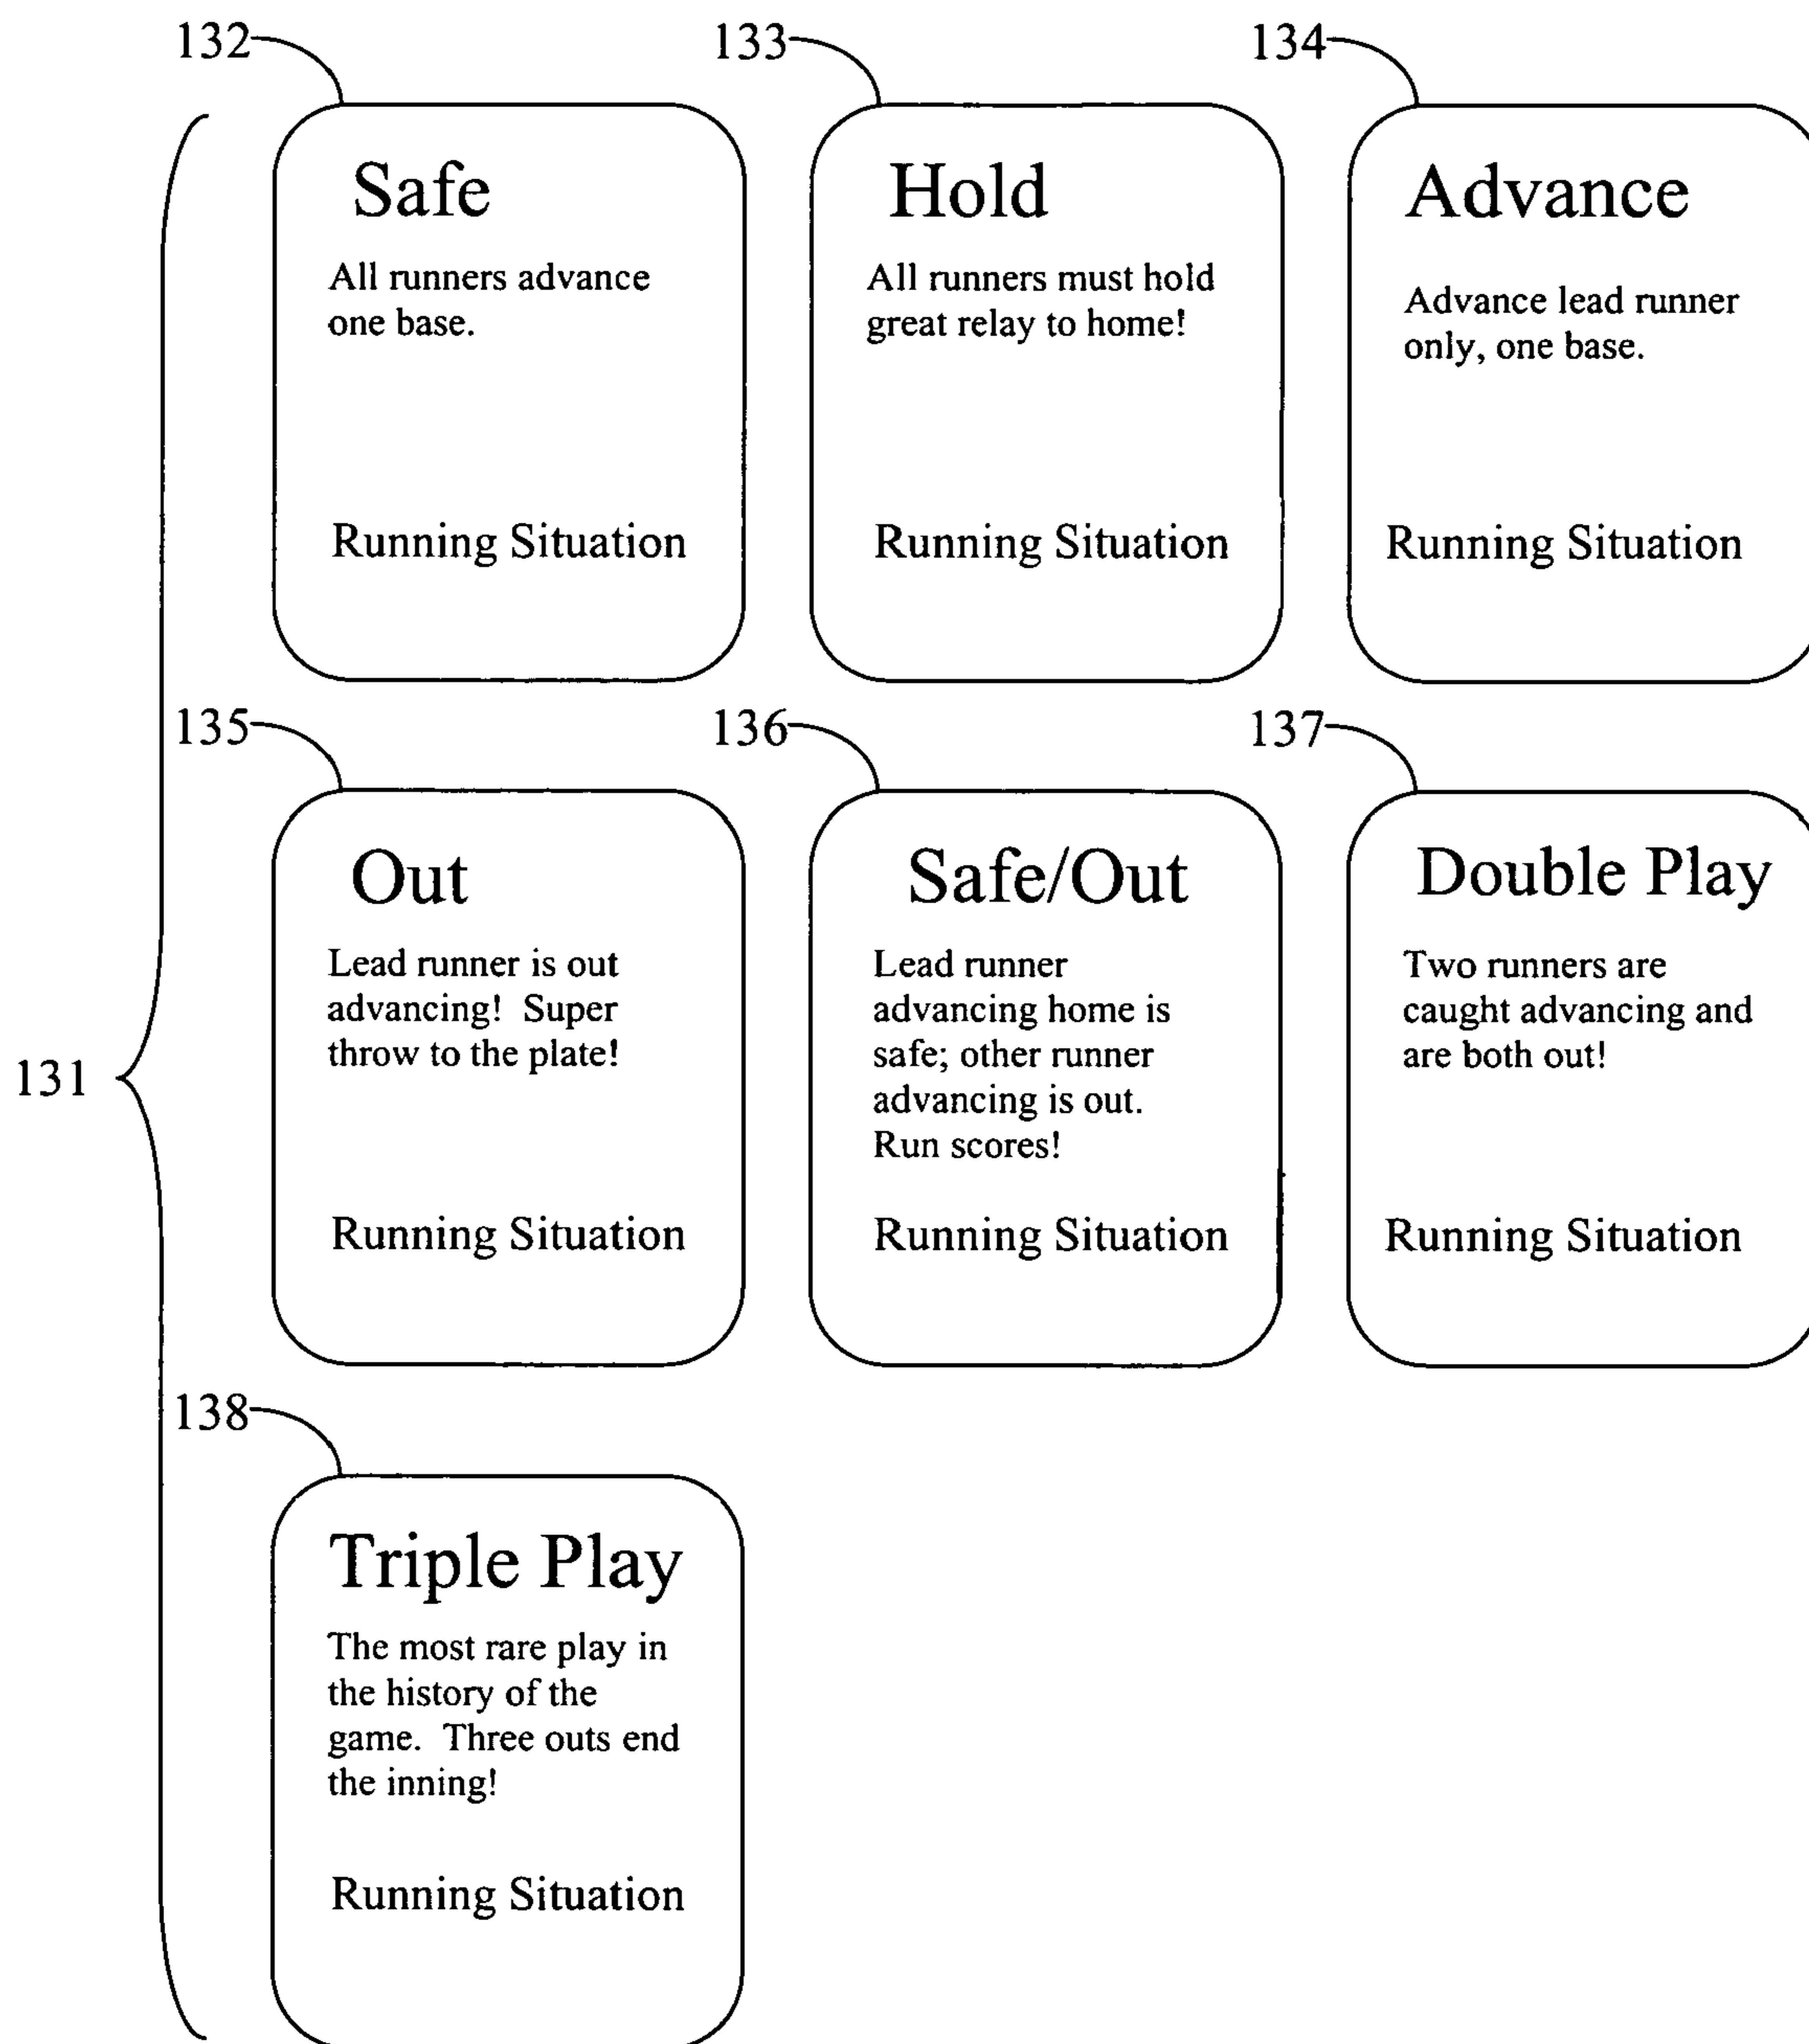 132
133
134
Safe
All runners advance
one base.
Running Situation
Hold
All runners must hold
great relay to home!
Running Situation
Advance
Advance lead runner
only, one base.
Running Situation
135
136
137
131
Out
Lead runner is out
advancing!  Super
throw to the plate!
Running Situation
Safe/Out
Lead runner
advancing home is
safe; other runner
advancing is out.
Run scores!
Running Situation
Double Play
Two runners are
caught advancing and
are both out!
Running Situation
138
Triple Play
The most rare play in
the history of the
game.  Three outs end
the inning!
Running Situation